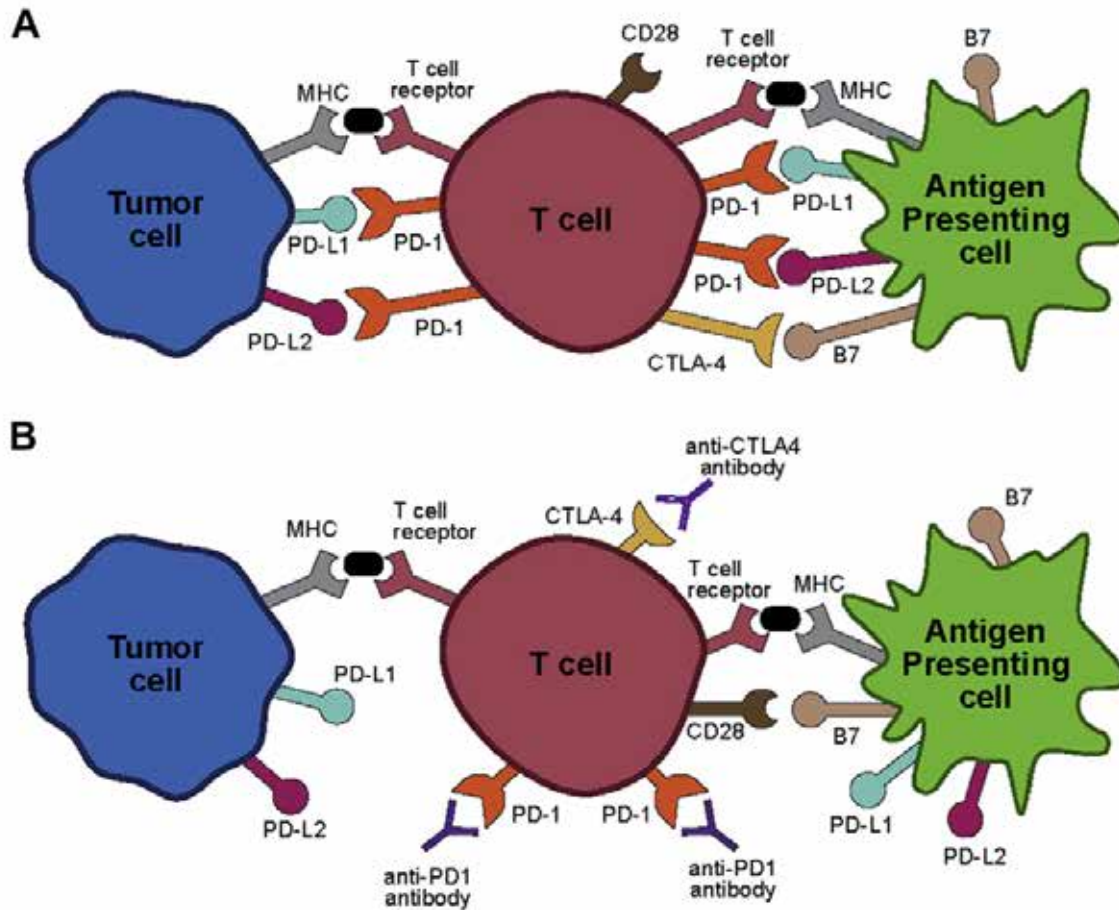 A
CD28
T cell
receptor
B7
MHC
T cell
receptor
MHC
Tumor
cell
PD-L1
PD-1
T cell
PD-1
PD-L1
Antigen
Presenting
cell
PD-L2
PD-1
PD-1
PD-L2
CTLA-4
B7
B
anti-CTLA4
antibody
MHC
T cell
receptor
CTLA-4
B7
T cell
receptor
MHC
Tumor
cell
PD-L1
T cell
Antigen
Presenting
cell
CD28
B7
PD-L2
PD-1
PD-1
PD-L1
PD-L2
anti-PD1
antibody
anti-PD1
antibody